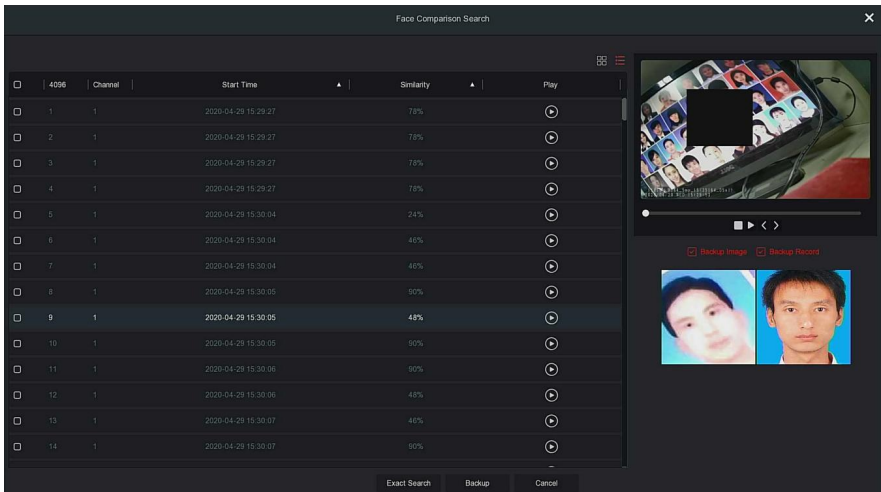 Face Comparison Search
4096 Channel Start Time Similarity Play
1 1 2020-04-29 15:29:27 78%
2 1 2020-04-29 15:29:27 78%
3 1 2020-04-29 15:29:27 78%
4 1 2020-04-29 15:29:27 78%
5 1 2020-04-29 15:30:04 24%
6 1 2020-04-29 15:30:04 46%
7 1 2020-04-29 15:30:04 46%
8 1 2020-04-29 15:30:05 90%
9 1 2020-04-29 15:30:05 48%
10 1 2020-04-29 15:30:05 90%
11 1 2020-04-29 15:30:06 90%
12 1 2020-04-29 15:30:06 48%
13 1 2020-04-29 15:30:07 46%
14 1 2020-04-29 15:30:07 90%
Backup Image Backup Record
Exact Search Backup Cancel